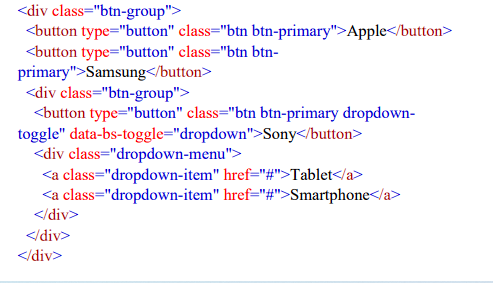 <div class="btn-group">
<button type="button" class="btn btn-primary">Apple</button>
<button type="button" class="btn btn-
primary">Samsung</button>
<div class="btn-group">
<button type="button" class="btn btn-primary dropdown-
toggle" data-bs-toggle="dropdown">Sony</button>
<div class="dropdown-menu">
<a class="dropdown-item" href="#">Tablet</a>
<a class="dropdown-item" href="#">Smartphone</a>
</div>
</div>
</div>